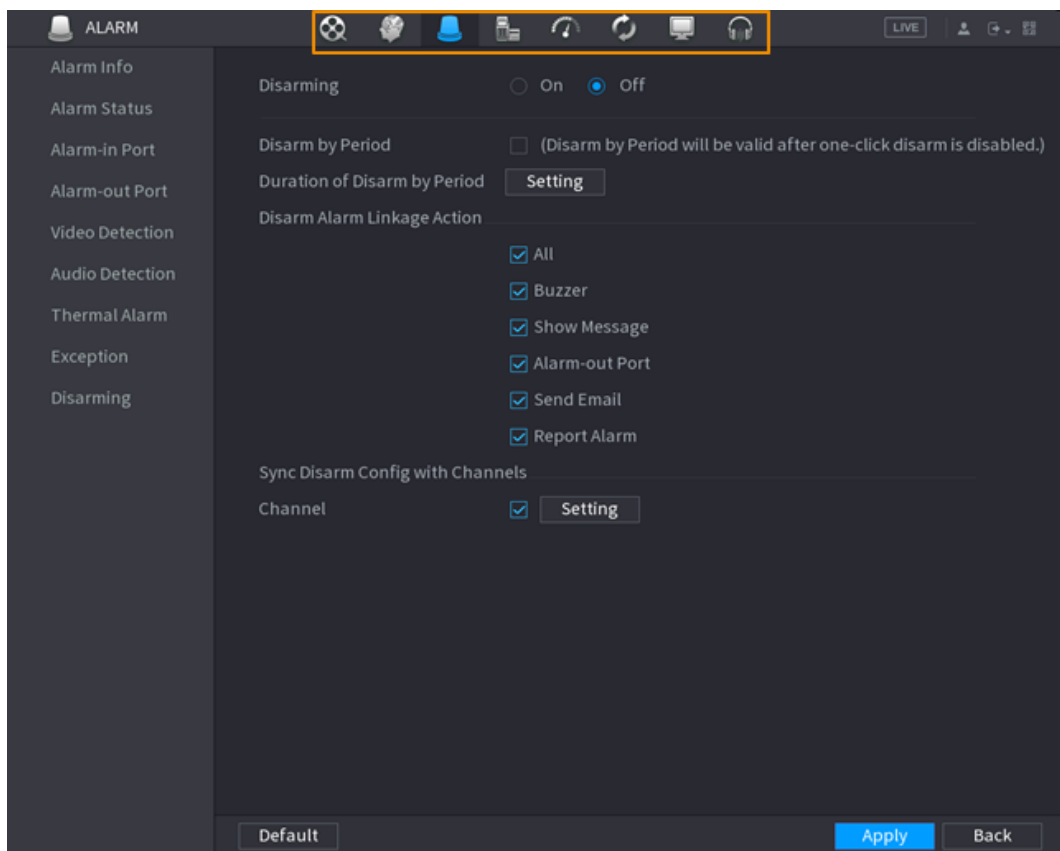 ALARM
LIVE
Alarm Info
Alarm Status
Alarm-in Port
Alarm-out Port
Video Detection
Audio Detection
Thermal Alarm
Exception
Disarming
Disarming On Off
Disarm by Period (Disarm by Period will be valid after one-click disarm is disabled.)
Duration of Disarm by Period Setting
Disarm Alarm Linkage Action
All
Buzzer
Show Message
Alarm-out Port
Send Email
Report Alarm
Sync Disarm Config with Channels
Channel Setting
Default Apply Back